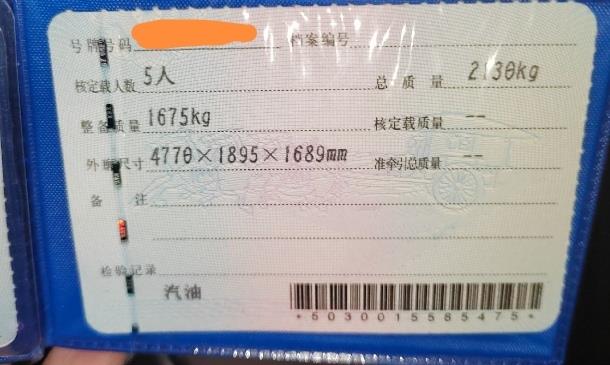 号牌号码 档案编号
核定载人数 5人 总质量 2130kg
整备质量 1675kg 核定载质量 --
外廓尺寸 4770×1895×1689mm 准牵引总质量 --
备注
检验记录
汽油
*5030015585475*